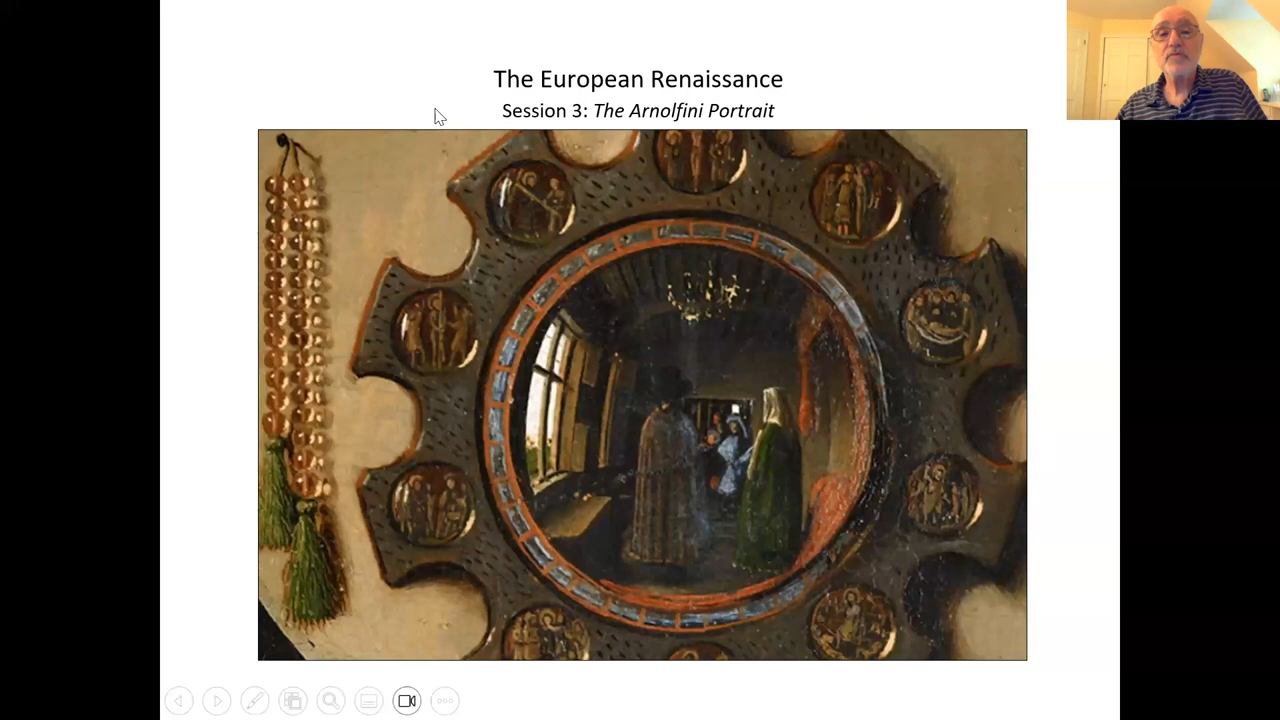 The European Renaissance
Session 3: The Arnolfini Portrait